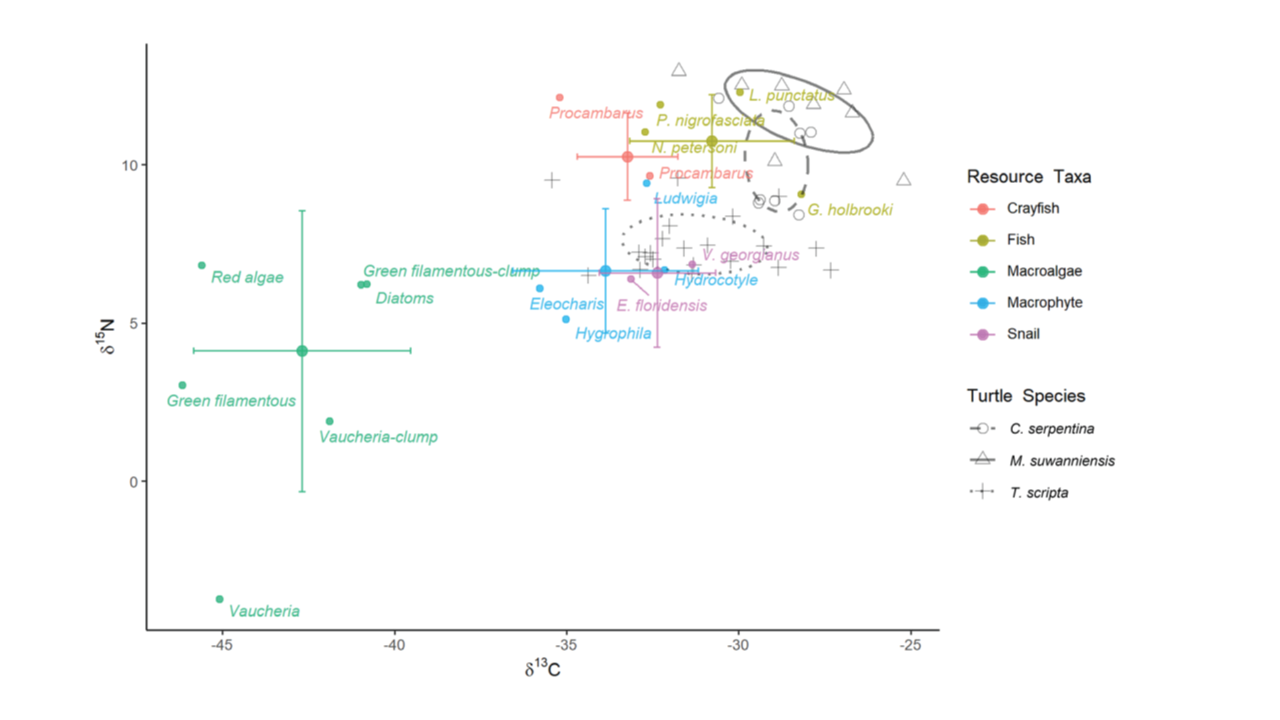 L. punctatus
Procambarus
P. nigrofasciata
N. petersoni
10
Procambarus
Resource Taxa
Ludwigia
Crayfish
G. holbrooki
Fish
V. georgianus
Red algae
Green filamentous-clump
Macroalgae
Hydrocotyle
Diatoms
Eleocharis
E. floridensis
Macrophyte
5
Hygrophila
Snail
δ15N
Green filamentous
Turtle Species
Vaucheria-clump
C. serpentina
M. suwanniensis
0
T. scripta
Vaucheria
-45
-40
-35
-30
-25
δ13C